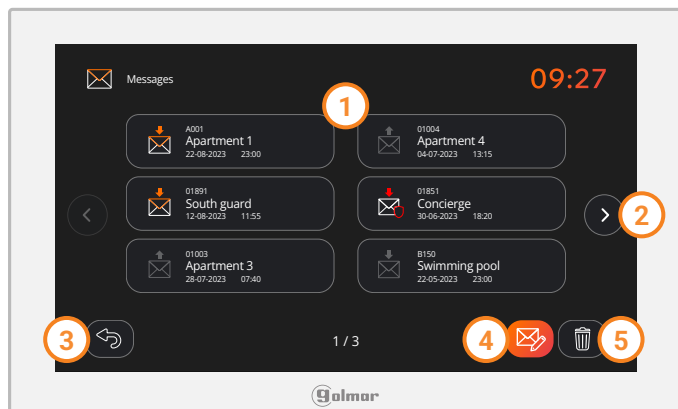 Messages
09:27
1
A001
Apartment 1
22-08-2023 23:00
01004
Apartment 4
04-07-2023 13:15
01891
South guard
12-08-2023 11:55
01851
Concierge
30-06-2023 18:20
2
01003
Apartment 3
28-07-2023 07:40
B150
Swimming pool
22-05-2023 23:00
3
1 / 3
4
5
golmar